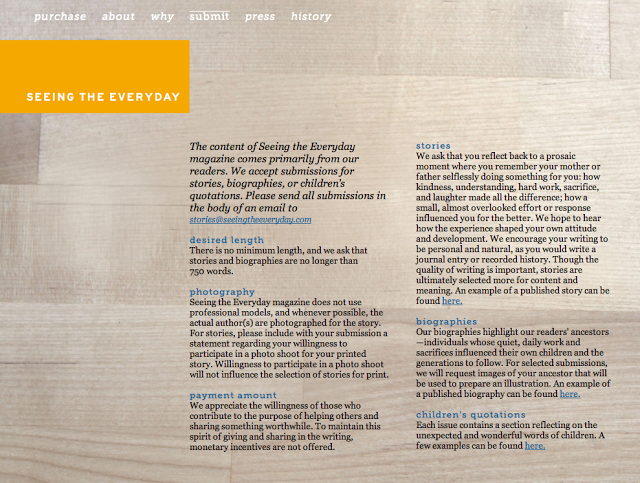 purchase about why submit press history
SEEING THE EVERYDAY
The content of Seeing the Everyday
magazine comes primarily from our
readers. We accept submissions for
stories, biographies, or children's
quotations. Please send all submissions in
the body of an email to
stories@seeingtheeveryday.com
desired length
There is no minimum length, and we ask that
stories and biographies are no longer than
750 words.
photography
Seeing the Everyday magazine does not use
professional models, and whenever possible, the
actual author(s) are photographed for the story.
For stories, please include with your submission a
statement regarding your willingness to
participate in a photo shoot for your printed
story. Willingness to participate in a photo shoot
will not influence the selection of stories for print.
payment amount
We appreciate the willingness of those who
contribute to the purpose of helping others and
sharing something worthwhile. To maintain this
spirit of giving and sharing in the writing,
monetary incentives are not offered.
stories
We ask that you reflect back to a prosaic
moment where you remember your mother or
father selflessly doing something for you: how
kindness, understanding, hard work, sacrifice,
and laughter made all the difference; how a
small, almost overlooked effort or response
influenced you for the better. We hope to hear
how the experience shaped your own attitude
and development. We encourage your writing to
be personal and natural, as you would write a
journal entry or recorded history. Though the
quality of writing is important, stories are
ultimately selected more for content and
meaning. An example of a published story can be
found here.
biographies
Our biographies highlight our readers' ancestors
—individuals whose quiet, daily work and
sacrifices influenced their own children and the
generations to follow. For selected submissions,
we will request images of your ancestor that will
be used to prepare an illustration. An example of
a published biography can be found here.
children's quotations
Each issue contains a section reflecting on the
unexpected and wonderful words of children. A
few examples can be found here.